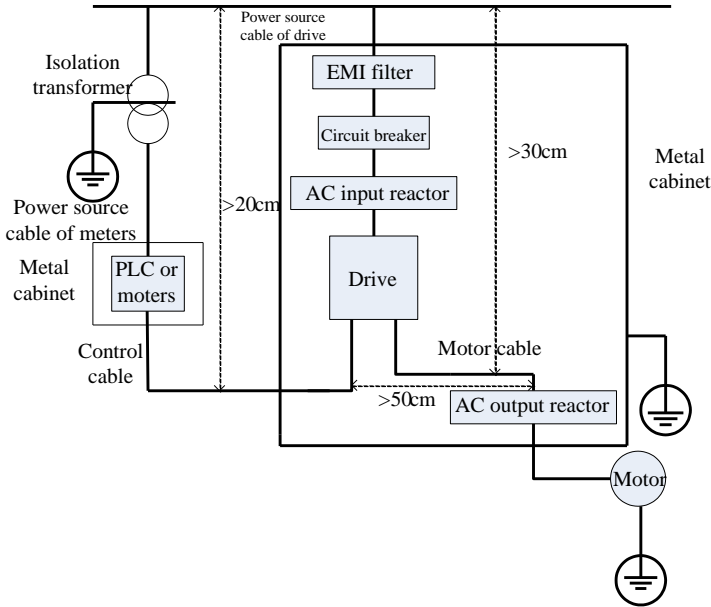 Power source
cable of drive
Isolation
transformer
EMI filter
Circuit breaker
>30cm
Metal
cabinet
AC input reactor
>20cm
Power source
cable of meters
Metal
cabinet
PLC or
moters
Drive
Control
cable
Motor cable
>50cm
AC output reactor
Motor